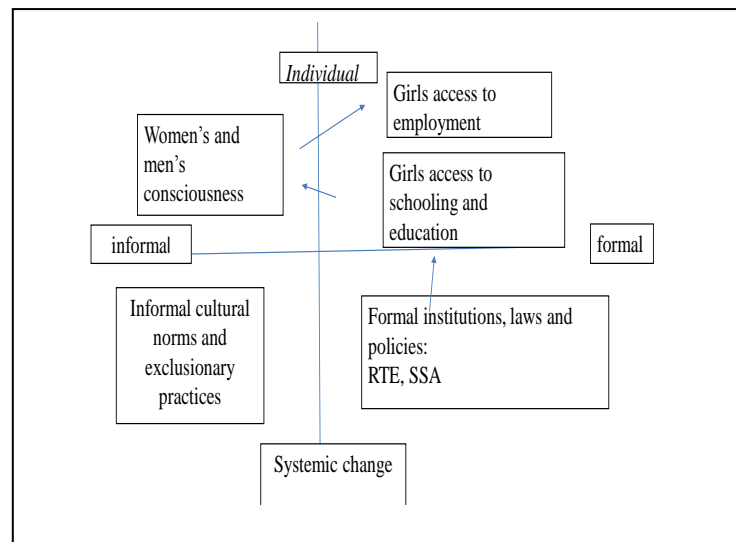 Individual
Girls access to
employment
Women's and
men's
consciousness
Girls access to
schooling and
education
informal
formal
Informal cultural
norms and
exclusionary
practices
Formal institutions, laws and
policies:
RTE, SSA
Systemic change